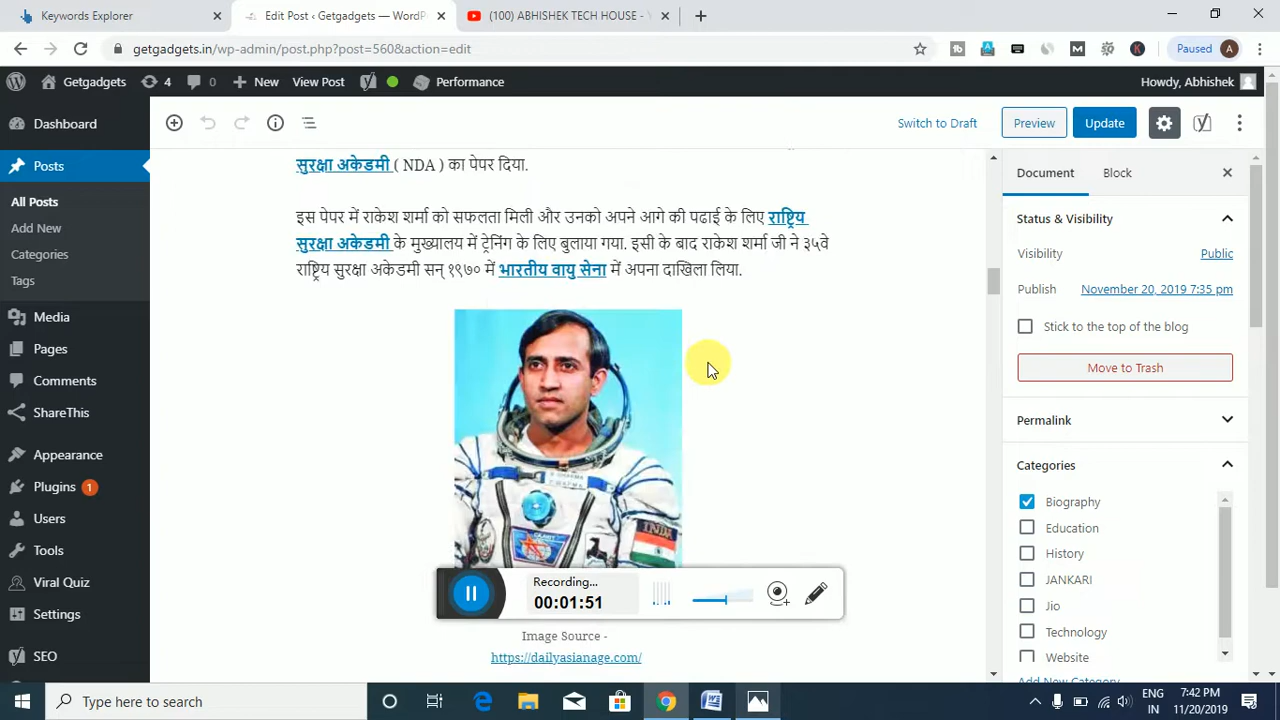 Keywords Explorer
Edit Post ‹ Getgadgets — WordP
(100) ABHISHEK TECH HOUSE - Y
getgadgets.in/wp-admin/post.php?post=560&action=edit
Paused
A
Getgadgets
4
0
New
View Post
Performance
Howdy, Abhishek
Dashboard
Posts
All Posts
Add New
Categories
Tags
Media
Pages
Comments
ShareThis
Appearance
Plugins 1
Users
Tools
Viral Quiz
Settings
SEO
Switch to Draft
Preview
Update
सुरक्षा अकेडमी ( NDA ) का पेपर दिया.
इस पेपर में राकेश शर्मा को सफलता मिली और उनको अपने आगे की पढाई के लिए राष्ट्रिय
सुरक्षा अकेडमी के मुख्यालय में ट्रेनिंग के लिए बुलाया गया. इसी के बाद राकेश शर्मा जी ने ३५वे
राष्ट्रिय सुरक्षा अकेडमी सन् १९७० में भारतीय वायु सेना में अपना दाखिला लिया.
INDIA
Recording...
00:01:51
Image Source -
https://dailyasianage.com/
Document
Block
Status & Visibility
Visibility
Public
Publish
November 20, 2019 7:35 pm
Stick to the top of the blog
Move to Trash
Permalink
Categories
Biography
Education
History
JANKARI
Jio
Technology
Website
Add New Category
Type here to search
ENG
IN
7:42 PM
11/20/2019